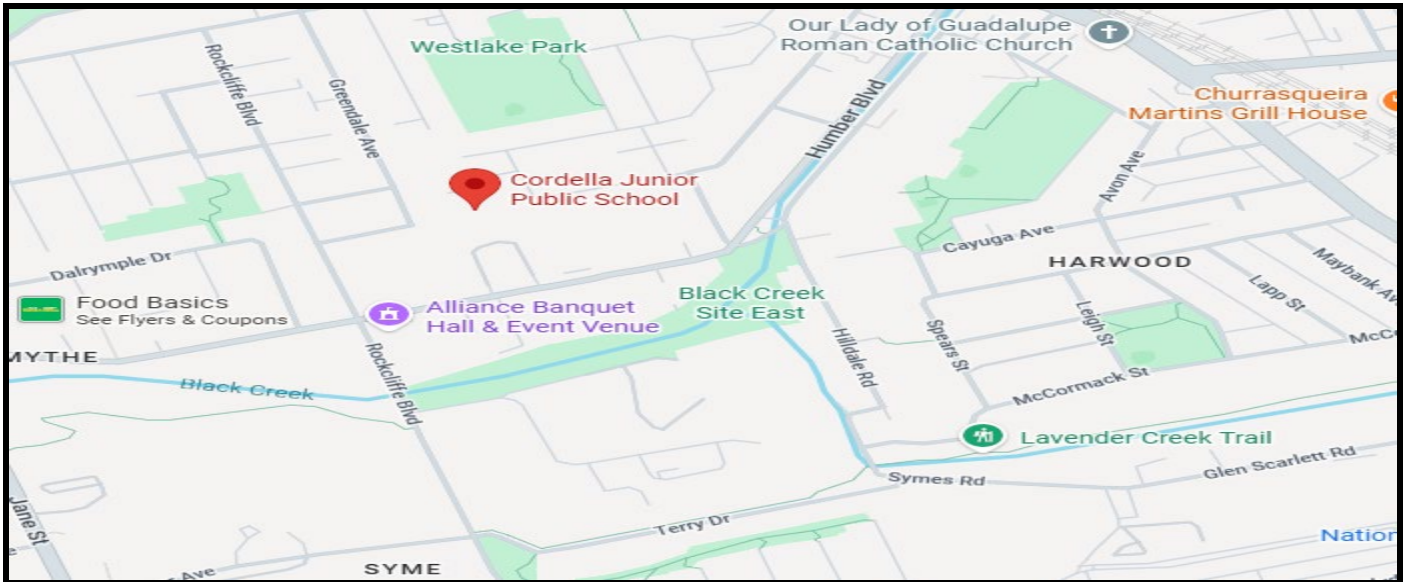 Our Lady of Guadalupe
Roman Catholic Church
Westlake Park
Rockcliffe Blvd
Greendale Ave
Humber Blvd
Churrasqueira
Martins Grill House
Avon Ave
Cordella Junior
Public School
Cayuga Ave
HARWOOD
Dalrymple Dr
Maybank Av
Lapp St
Food Basics
See Flyers & Coupons
Alliance Banquet
Hall & Event Venue
Black Creek
Site East
Leigh St
Spears St
Hilldale Rd
McC
MYTHE
Rockcliffe Blvd
Black Creek
McCormack St
Lavender Creek Trail
Glen Scarlett Rd
Symes Rd
Jane St
Terry Dr
Nation
SYME
Ave